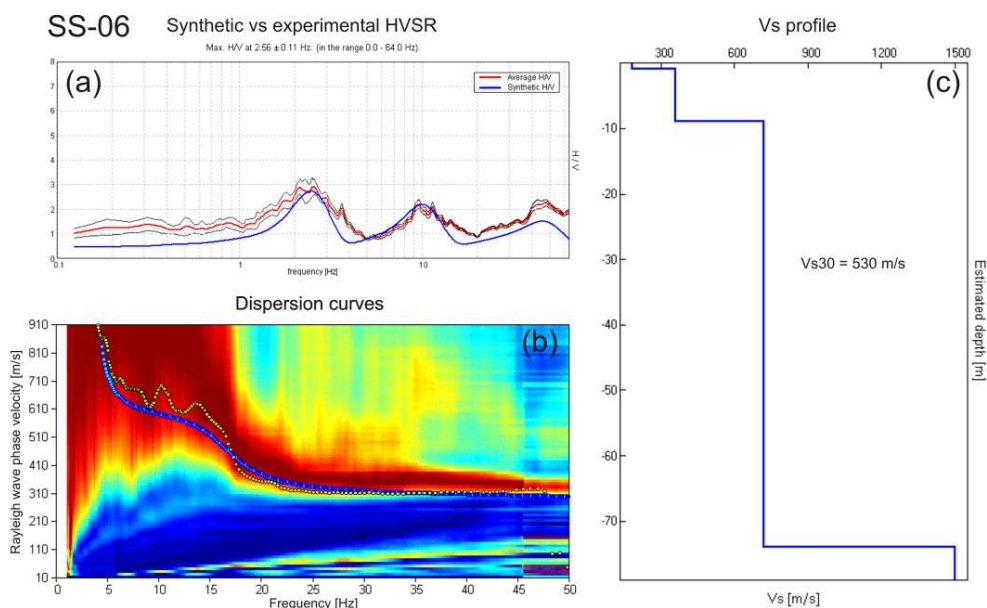 SS-06 Synthetic vs experimental HVSR
Max. H/V at 2.56 ± 0.11 Hz. (in the range 0.0 - 64.0 Hz).
(a)
Average H/V
Synthetic H/V
8
7
6
5
4
3
2
1
0
H / V
0.1 1 10
frequency [Hz]
Dispersion curves
(b)
910
810
710
610
510
410
310
210
110
10
Rayleigh wave phase velocity [m/s]
0 5 10 15 20 25 30 35 40 45 50
Frequency [Hz]
Vs profile
300 600 900 1200 1500
(c)
-10
-20
-30
-40
-50
-60
-70
Vs30 = 530 m/s
Estimated depth [m]
Vs [m/s]